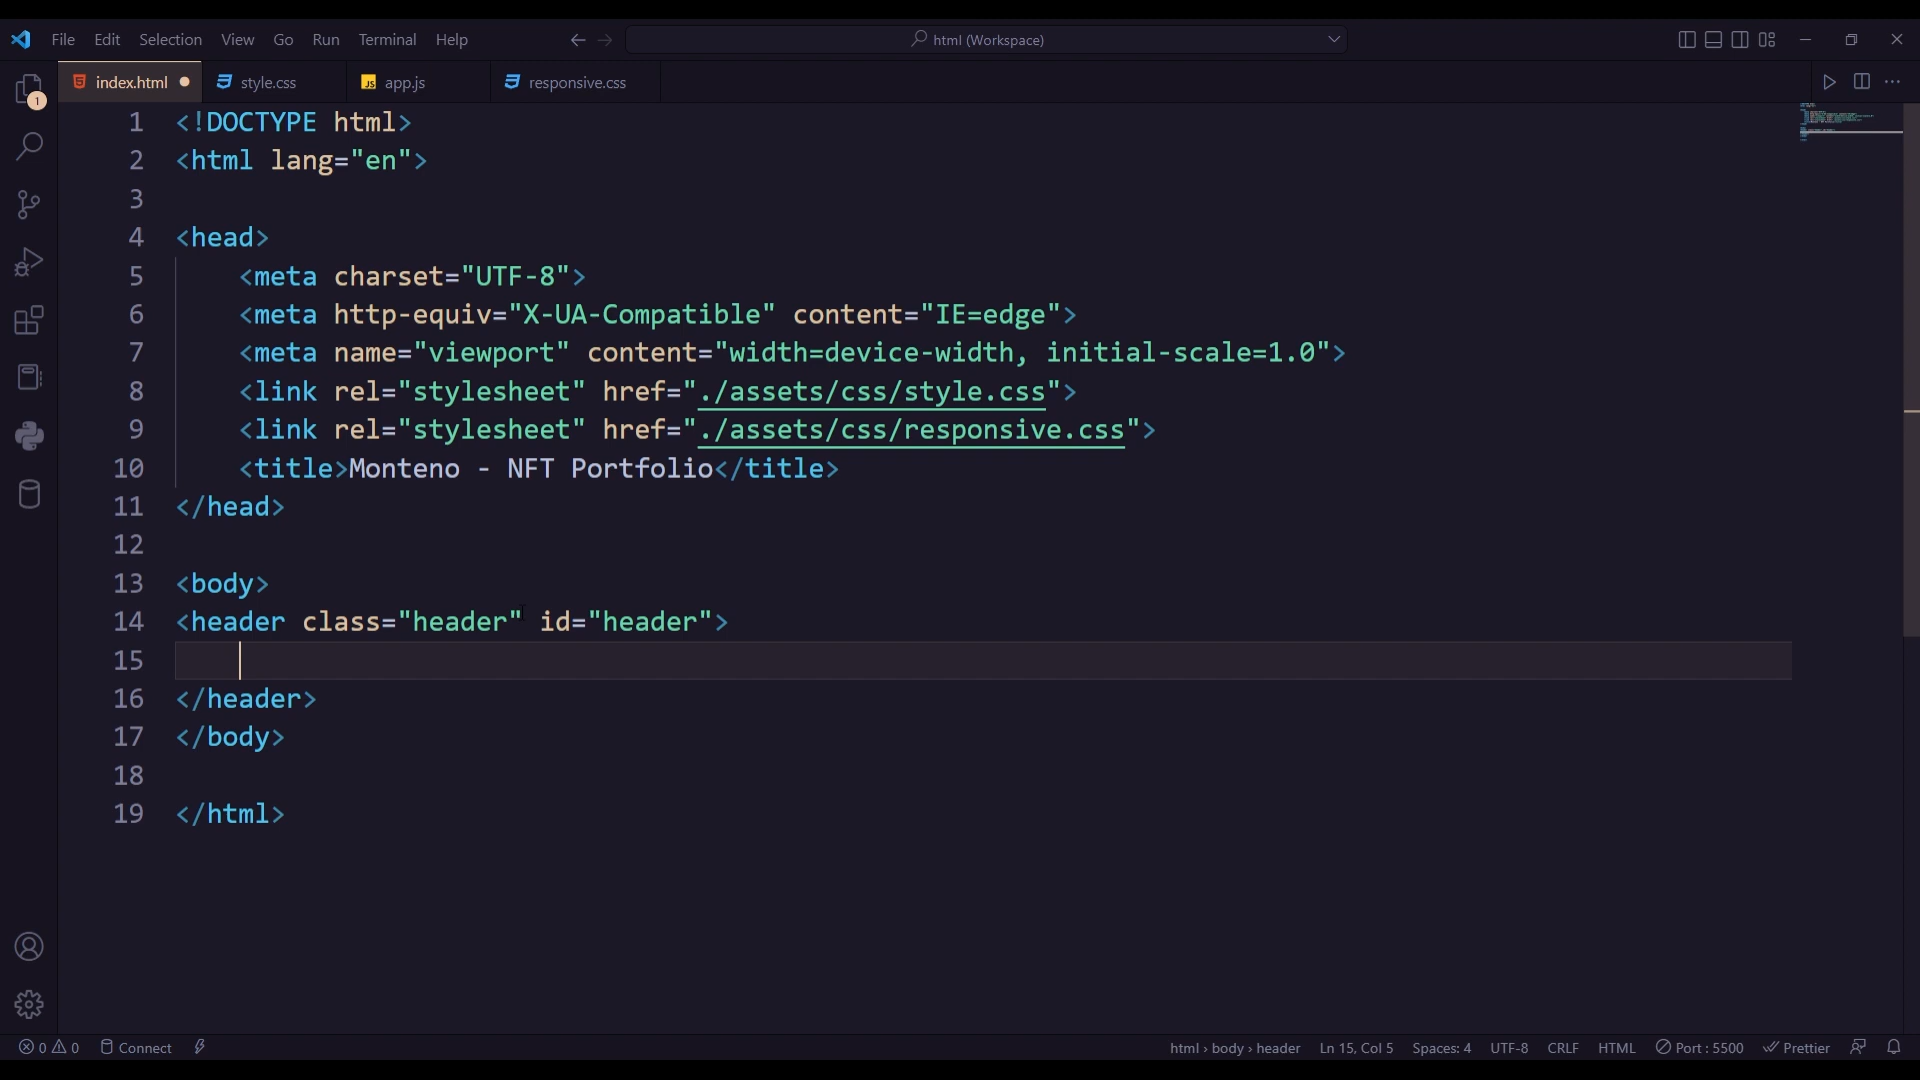 File Edit Selection View Go Run Terminal Help html (Workspace)
index.html style.css JS app.js responsive.css
1
1 <!DOCTYPE html>
2 <html lang="en">
3
4 <head>
5 <meta charset="UTF-8">
6 <meta http-equiv="X-UA-Compatible" content="IE=edge">
7 <meta name="viewport" content="width=device-width, initial-scale=1.0">
8 <link rel="stylesheet" href="./assets/css/style.css">
9 <link rel="stylesheet" href="./assets/css/responsive.css">
10 <title>Monteno - NFT Portfolio</title>
11 </head>
12
13 <body>
14 <header class="header" id="header">
15
16 </header>
17 </body>
18
19 </html>
0 0 Connect html › body › header Ln 15, Col 5 Spaces: 4 UTF-8 CRLF HTML Port : 5500 Prettier